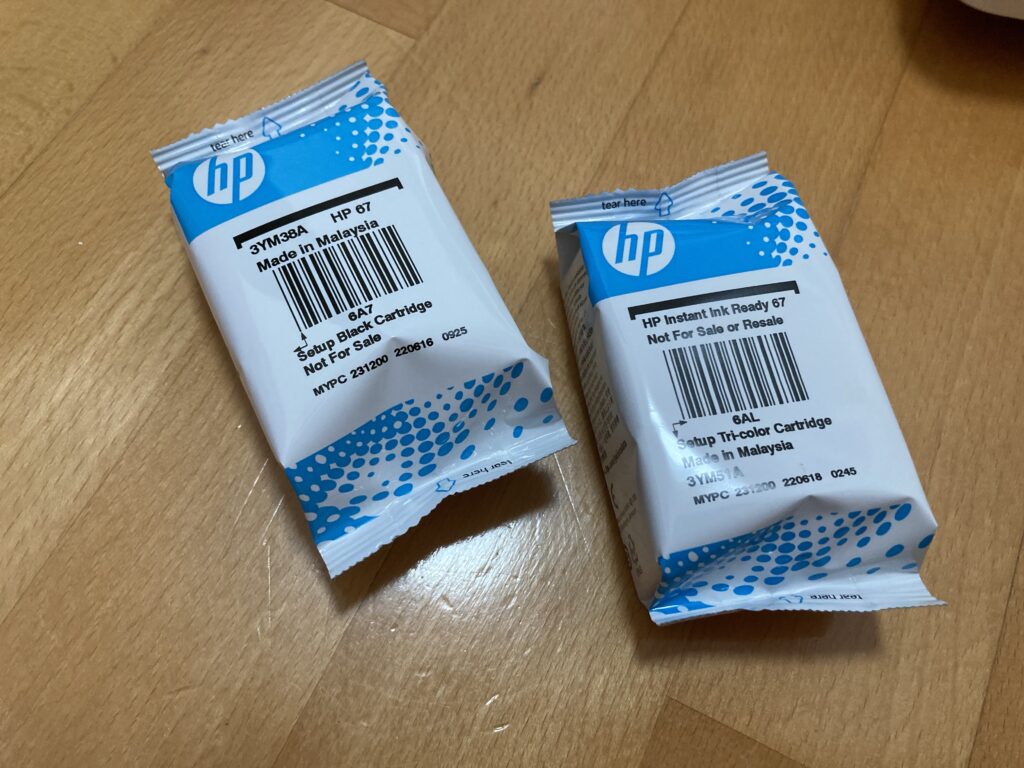 tear here
hp
3YM38A HP 67
Made in Malaysia
6A7
Setup Black Cartridge
Not For Sale
MYPC 231200 220616 0925
tear here
tear here
hp
HP Instant Ink Ready 67
Not For Sale or Resale
6AL
Setup Tri-color Cartridge
Made in Malaysia
3YM51A
MYPC 231200 220618 0245
tear here